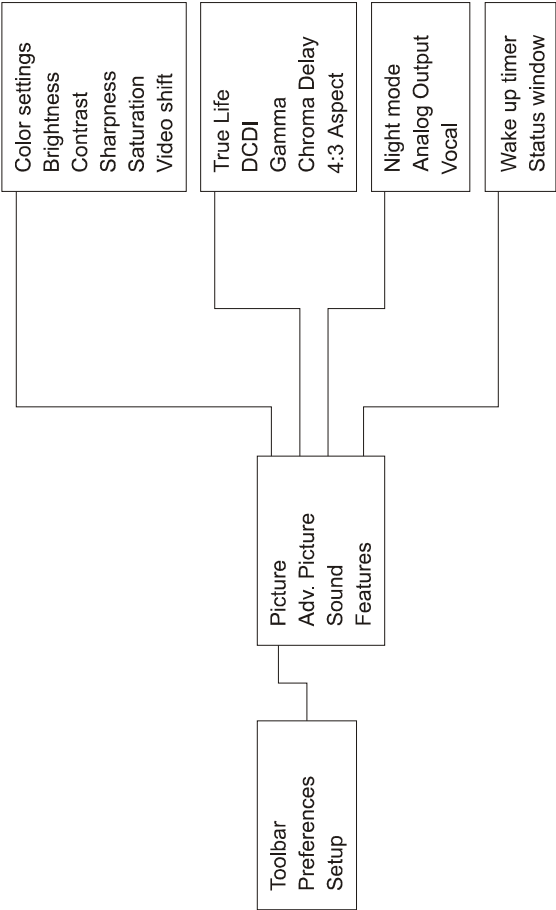 Toolbar
Preferences
Setup
Picture
Adv. Picture
Sound
Features
Color settings
Brightness
Contrast
Sharpness
Saturation
Video shift
True Life
DCDI
Gamma
Chroma Delay
4:3 Aspect
Night mode
Analog Output
Vocal
Wake up timer
Status window